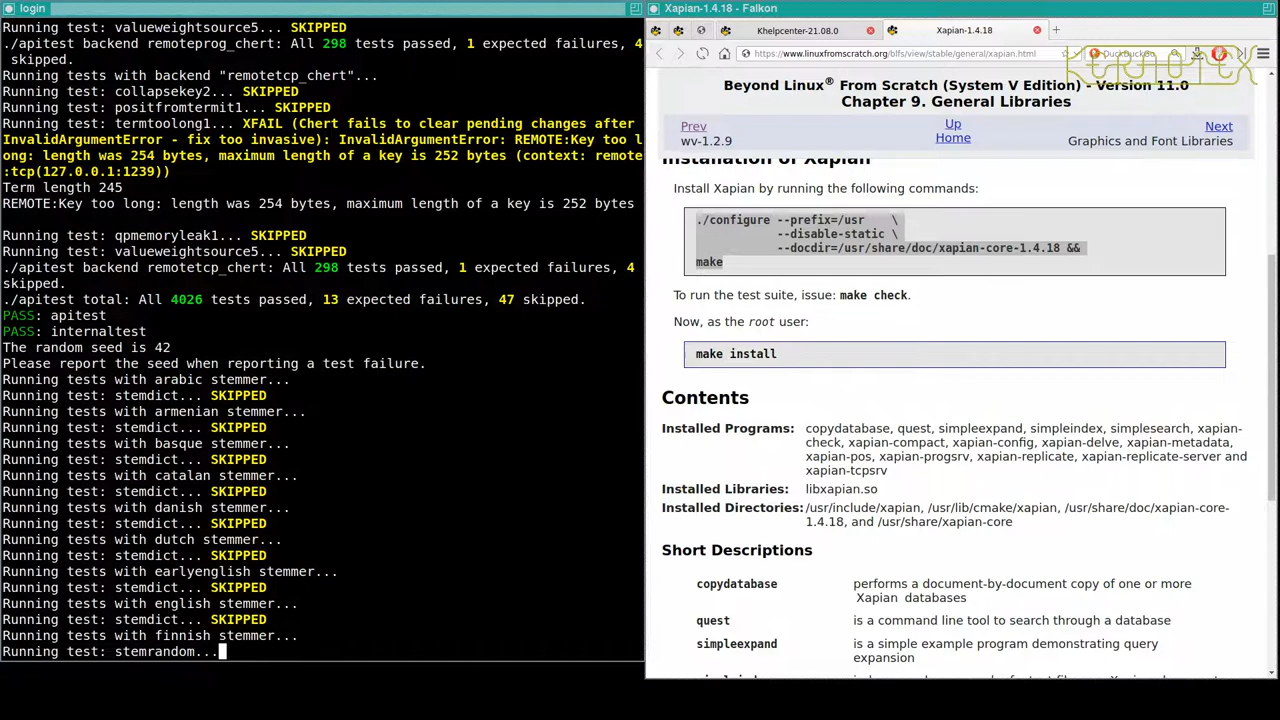 login
Running test: valueweightsource5... SKIPPED
./apitest backend remoteprog_chert: All 298 tests passed, 1 expected failures, 4
 skipped.
Running tests with backend "remotetcp_chert"...
Running test: collapsekey2... SKIPPED
Running test: positfromtermit1... SKIPPED
Running test: termtoolong1... XFAIL (Chert fails to clear pending changes after
InvalidArgumentError - fix too invasive): InvalidArgumentError: REMOTE:Key too l
ong: length was 254 bytes, maximum length of a key is 252 bytes (context: remote
:tcp(127.0.0.1:1239))
Term length 245
REMOTE:Key too long: length was 254 bytes, maximum length of a key is 252 bytes
Running test: qpmemoryleak1... SKIPPED
Running test: valueweightsource5... SKIPPED
./apitest backend remotetcp_chert: All 298 tests passed, 1 expected failures, 4
skipped.
./apitest total: All 4026 tests passed, 13 expected failures, 47 skipped.
PASS: apitest
PASS: internaltest
The random seed is 42
Please report the seed when reporting a test failure.
Running tests with arabic stemmer...
Running test: stemdict... SKIPPED
Running tests with armenian stemmer...
Running test: stemdict... SKIPPED
Running tests with basque stemmer...
Running test: stemdict... SKIPPED
Running tests with catalan stemmer...
Running test: stemdict... SKIPPED
Running tests with danish stemmer...
Running test: stemdict... SKIPPED
Running tests with dutch stemmer...
Running test: stemdict... SKIPPED
Running tests with earlyenglish stemmer...
Running test: stemdict... SKIPPED
Running tests with english stemmer...
Running test: stemdict... SKIPPED
Running tests with finnish stemmer...
Running test: stemrandom...
Xapian-1.4.18 - Falkon
Khelpcenter-21.08.0
Xapian-1.4.18
https://www.linuxfromscratch.org/blfs/view/stable/general/xapian.html
DuckDuckGo
KERNOTEX
Beyond Linux® From Scratch (System V Edition) - Version 11.0
Chapter 9. General Libraries
Prev Up Next
wv-1.2.9 Home Graphics and Font Libraries
Installation of Xapian
Install Xapian by running the following commands:
./configure --prefix=/usr \
--disable-static \
--docdir=/usr/share/doc/xapian-core-1.4.18 &&
make
To run the test suite, issue: make check.
Now, as the root user:
make install
Contents
Installed Programs: copydatabase, quest, simpleexpand, simpleindex, simplesearch, xapian-
check, xapian-compact, xapian-config, xapian-delve, xapian-metadata,
xapian-pos, xapian-progsrv, xapian-replicate, xapian-replicate-server and
xapian-tcpsrv
Installed Libraries: libxapian.so
Installed Directories: /usr/include/xapian, /usr/lib/cmake/xapian, /usr/share/doc/xapian-core-
1.4.18, and /usr/share/xapian-core
Short Descriptions
copydatabase performs a document-by-document copy of one or more
Xapian databases
quest is a command line tool to search through a database
simpleexpand is a simple example program demonstrating query
expansion